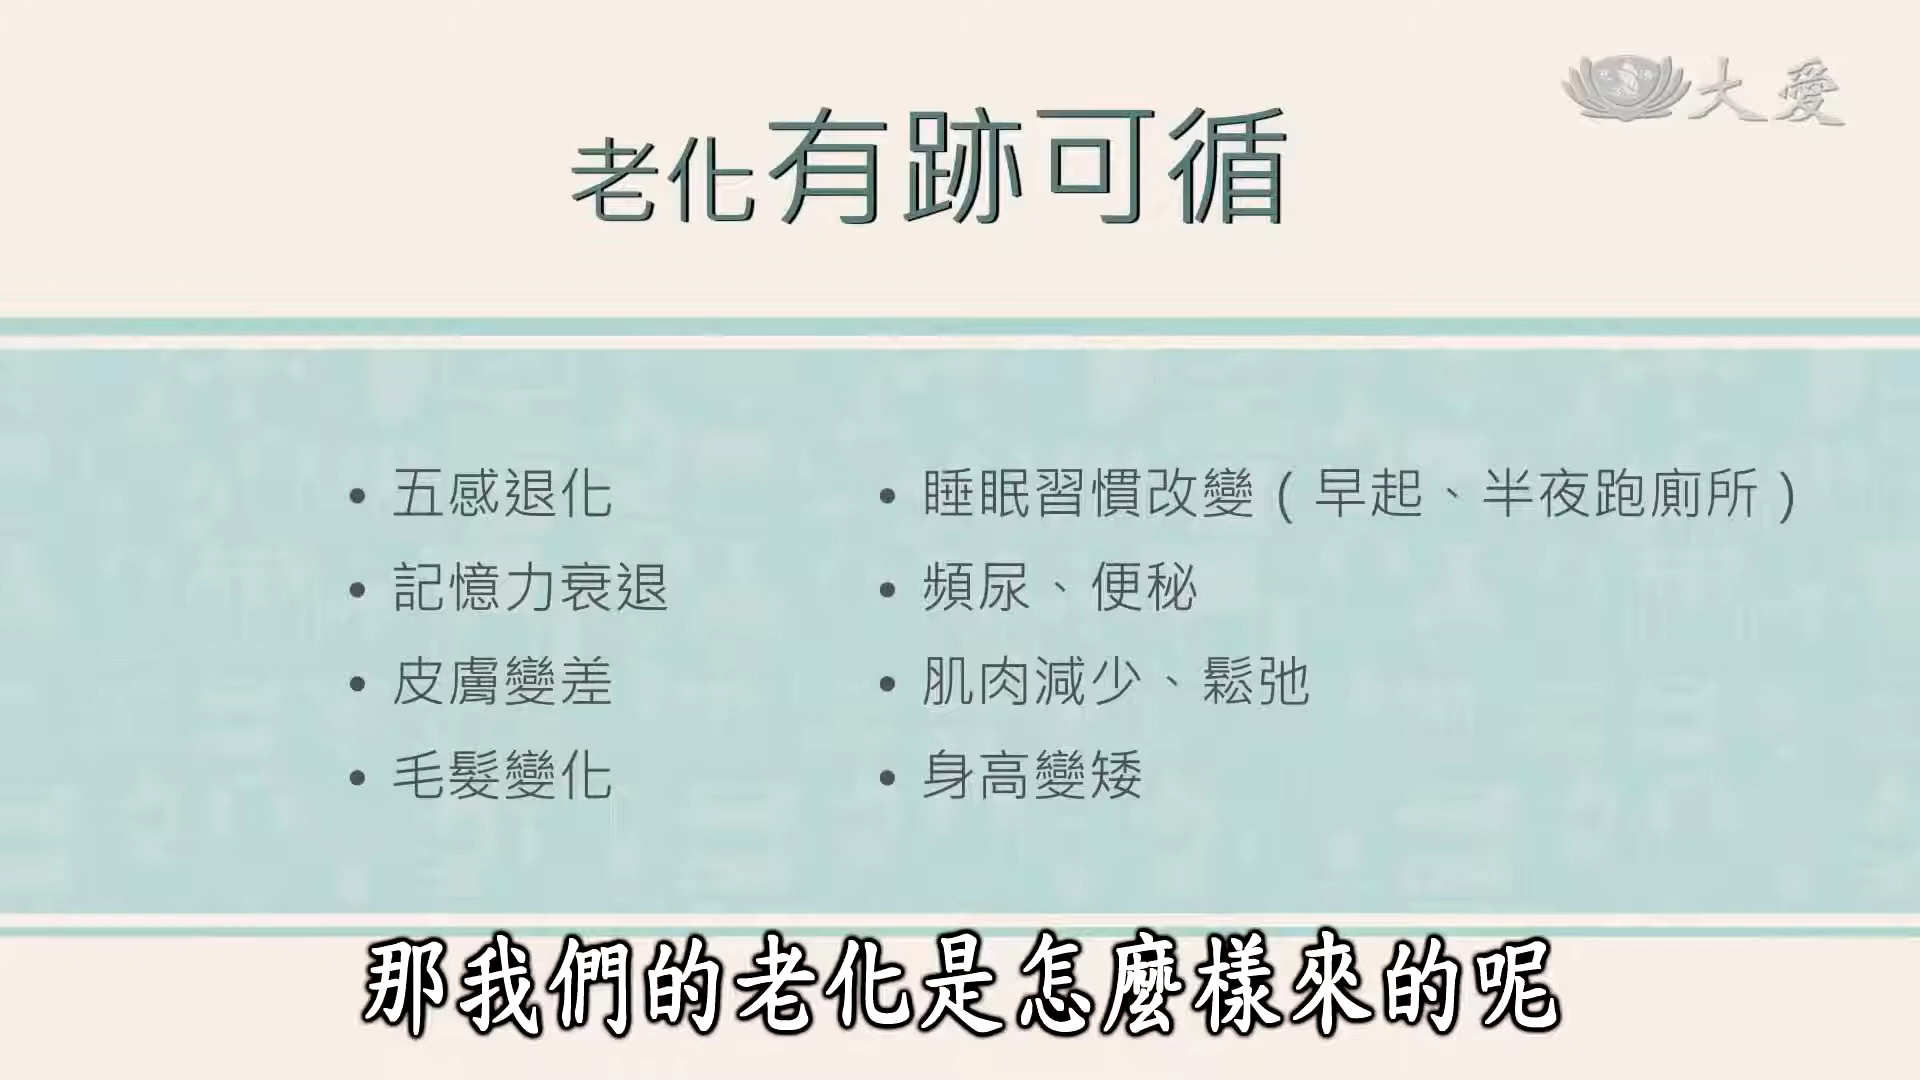 大愛
老化有跡可循
五感退化
記憶力衰退
皮膚變差
毛髮變化
睡眠習慣改變（早起、半夜跑廁所）
頻尿、便秘
肌肉減少、鬆弛
身高變矮
那我們的老化是怎麼樣來的呢